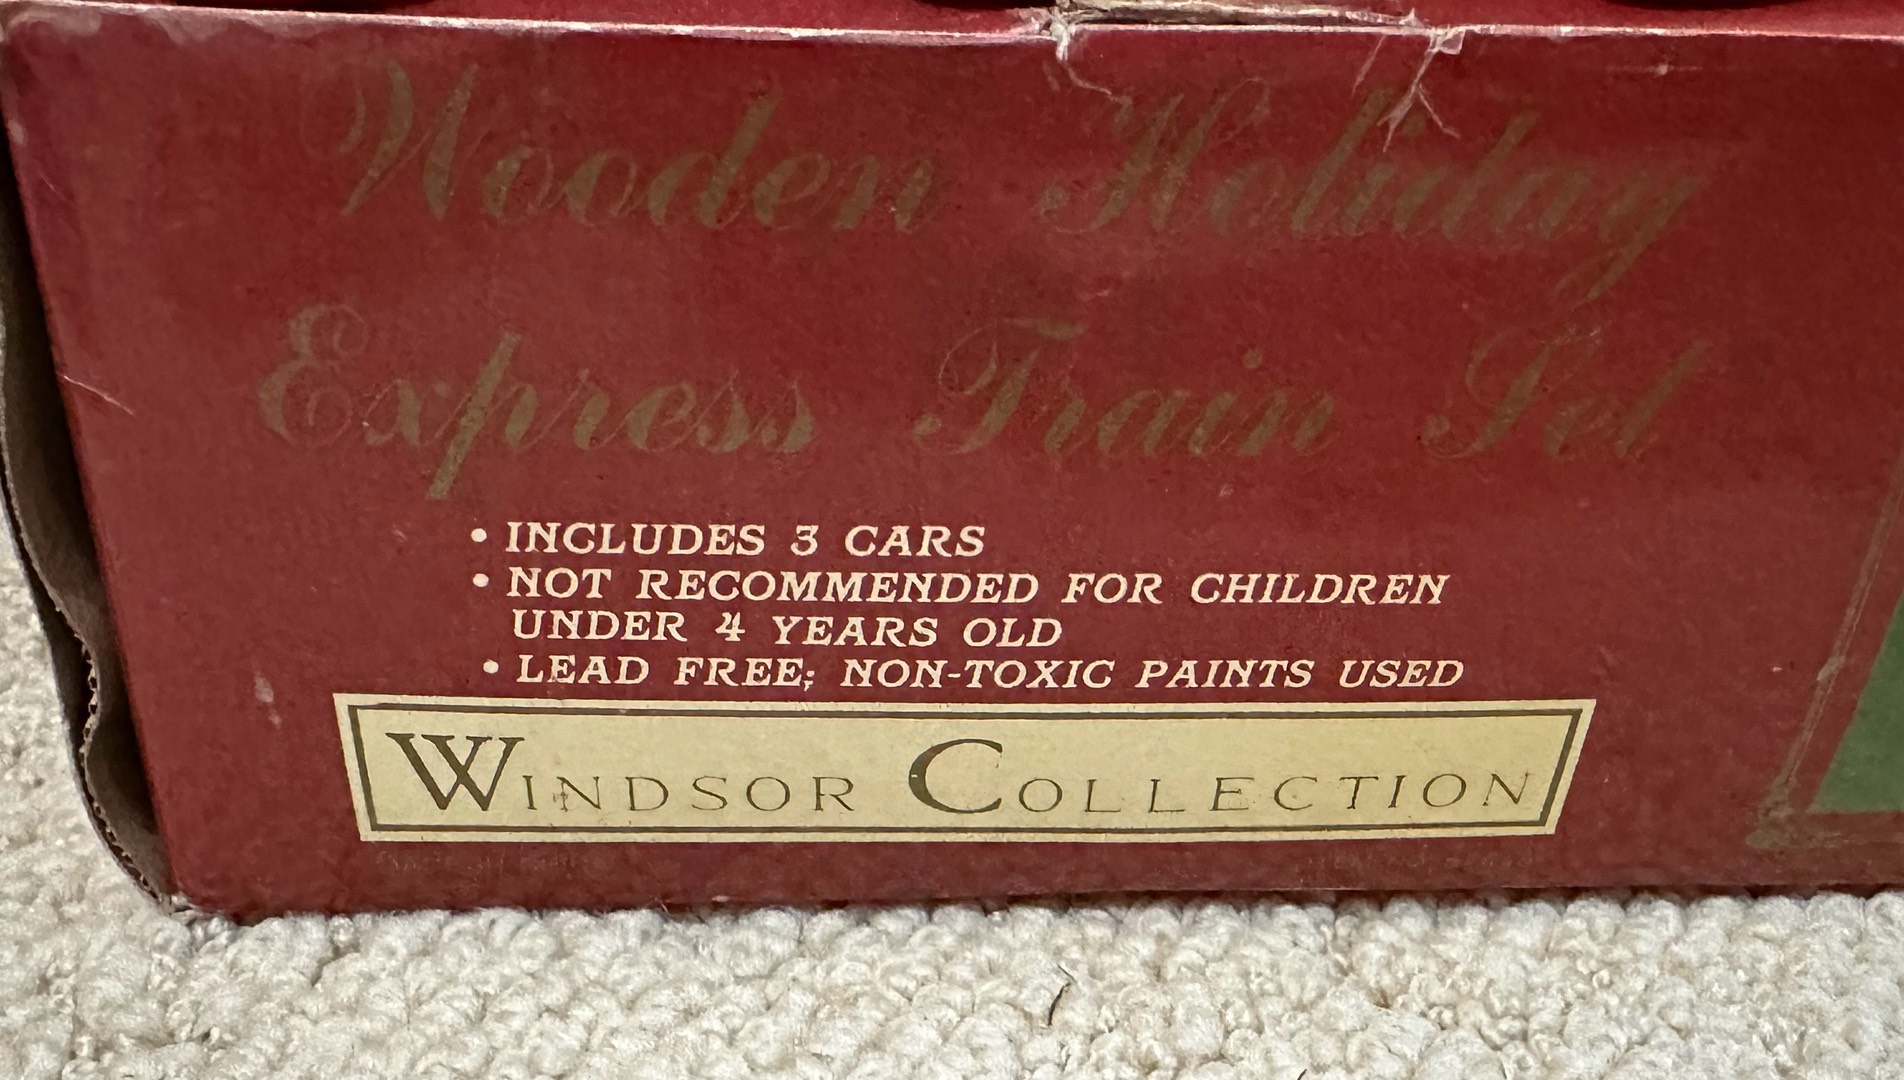 Wooden Holiday
Express Train Set
• INCLUDES 3 CARS
• NOT RECOMMENDED FOR CHILDREN
UNDER 4 YEARS OLD
• LEAD FREE; NON-TOXIC PAINTS USED
WINDSOR COLLECTION